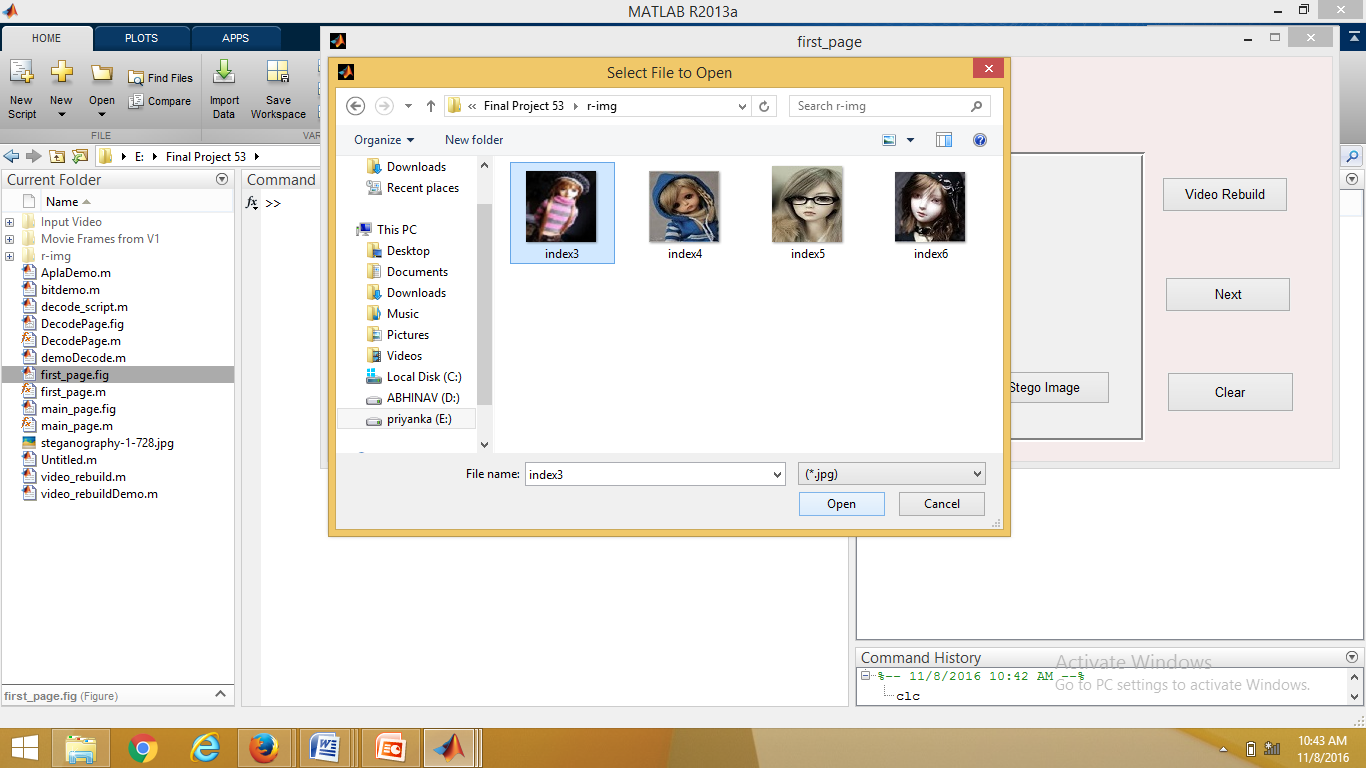 MATLAB R2013a
HOME
PLOTS
APPS
first_page
New Script
New
Open
Find Files
Compare
Import Data
Save Workspace
FILE
VAR
E:
Final Project 53
Current Folder
Name
Input Video
Movie Frames from V1
r-img
AplaDemo.m
bitdemo.m
decode_script.m
DecodePage.fig
DecodePage.m
demoDecode.m
first_page.fig
first_page.m
main_page.fig
main_page.m
steganography-1-728.jpg
Untitled.m
video_rebuild.m
video_rebuildDemo.m
first_page.fig (Figure)
Command
fx >>
Select File to Open
« Final Project 53 r-img
Search r-img
Organize
New folder
Downloads
Recent places
This PC
Desktop
Documents
Downloads
Music
Pictures
Videos
Local Disk (C:)
ABHINAV (D:)
priyanka (E:)
index3
index4
index5
index6
File name:
index3
(*.jpg)
Open
Cancel
Video Rebuild
Next
Stego Image
Clear
Command History
%-- 11/8/2016 10:42 AM --%
clc
Activate Windows
Go to PC settings to activate Windows.
10:43 AM
11/8/2016